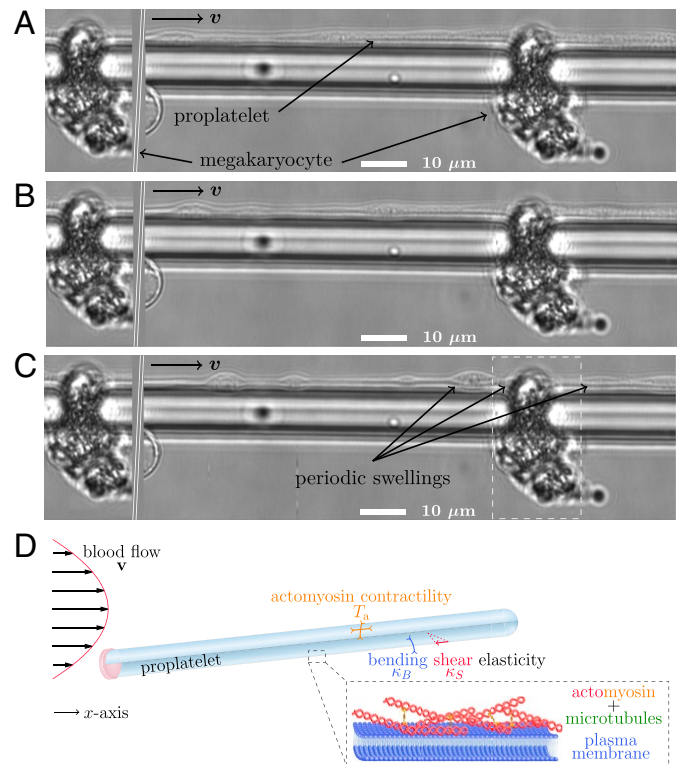 A
v
proplatelet
megakaryocyte
10 μm
B
v
10 μm
C
v
periodic swellings
10 μm
D
blood flow
v
actomyosin contractility
Tₐ
proplatelet
bending shear elasticity
κ_B κ_S
x-axis
actomyosin
+
microtubules
plasma
membrane